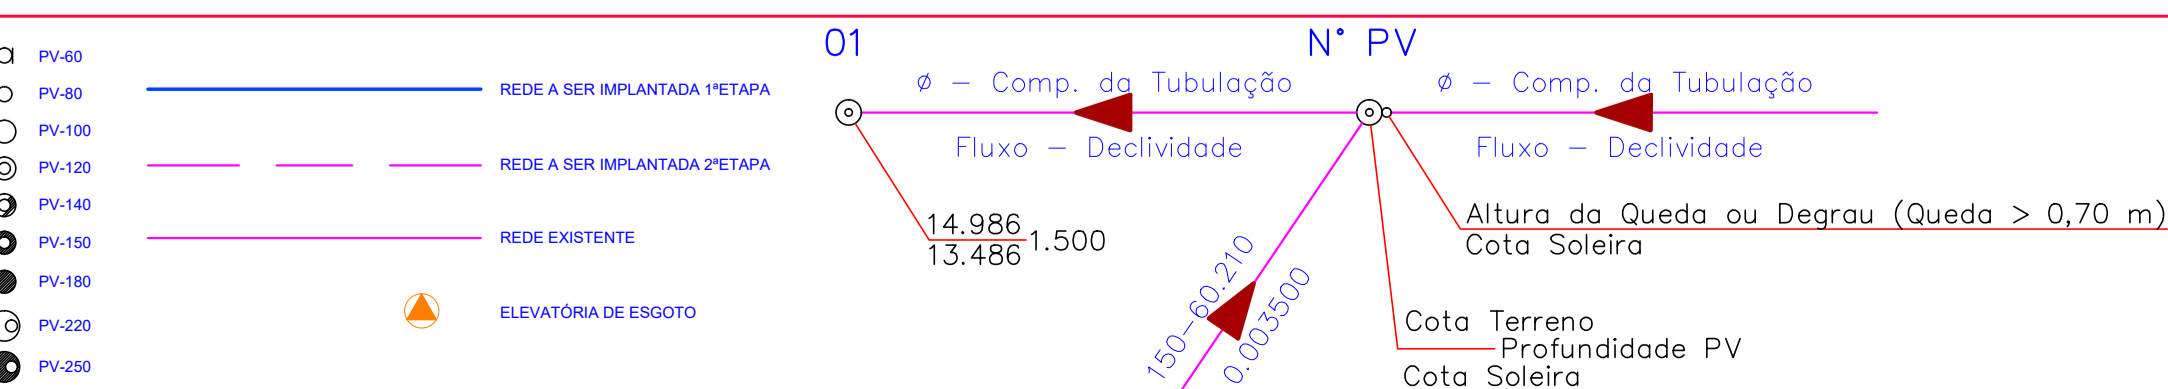 PV-60
PV-80
PV-100
PV-120
PV-140
PV-150
PV-180
PV-220
PV-250
REDE A SER IMPLANTADA 1ªETAPA
REDE A SER IMPLANTADA 2ªETAPA
REDE EXISTENTE
ELEVATÓRIA DE ESGOTO
01
N° PV
ø - Comp. da Tubulação
Fluxo - Declividade
ø - Comp. da Tubulação
Fluxo - Declividade
14.986
1.500
13.486
150-60.210
0.003500
Altura da Queda ou Degrau (Queda > 0,70 m)
Cota Soleira
Cota Terreno
Profundidade PV
Cota Soleira